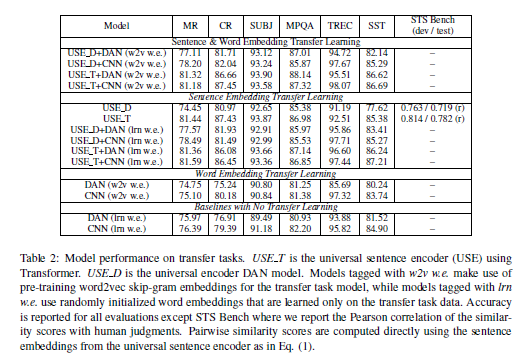 Model MR CR SUBJ MPQA TREC SST STS Bench
(dev / test)
Sentence & Word Embedding Transfer Learning
USE_D+DAN (w2v w.e.) 77.11 81.71 93.12 87.01 94.72 82.14 –
USE_D+CNN (w2v w.e.) 78.20 82.04 93.24 85.87 97.67 85.29 –
USE_T+DAN (w2v w.e.) 81.32 86.66 93.90 88.14 95.51 86.62 –
USE_T+CNN (w2v w.e.) 81.18 87.45 93.58 87.32 98.07 86.69 –
Sentence Embedding Transfer Learning
USE_D 74.45 80.97 92.65 85.38 91.19 77.62 0.763 / 0.719 (r)
USE_T 81.44 87.43 93.87 86.98 92.51 85.38 0.814 / 0.782 (r)
USE_D+DAN (lrn w.e.) 77.57 81.93 92.91 85.97 95.86 83.41 –
USE_D+CNN (lrn w.e.) 78.49 81.49 92.99 85.53 97.71 85.27 –
USE_T+DAN (lrn w.e.) 81.36 86.08 93.66 87.14 96.60 86.24 –
USE_T+CNN (lrn w.e.) 81.59 86.45 93.36 86.85 97.44 87.21 –
Word Embedding Transfer Learning
DAN (w2v w.e.) 74.75 75.24 90.80 81.25 85.69 80.24 –
CNN (w2v w.e.) 75.10 80.18 90.84 81.38 97.32 83.74 –
Baselines with No Transfer Learning
DAN (lrn w.e.) 75.97 76.91 89.49 80.93 93.88 81.52 –
CNN (lrn w.e.) 76.39 79.39 91.18 82.20 95.82 84.90 –
Table 2: Model performance on transfer tasks. USE_T is the universal sentence encoder (USE) using
Transformer. USE_D is the universal encoder DAN model. Models tagged with w2v w.e. make use of
pre-training word2vec skip-gram embeddings for the transfer task model, while models tagged with lrn
w.e. use randomly initialized word embeddings that are learned only on the transfer task data. Accuracy
is reported for all evaluations except STS Bench where we report the Pearson correlation of the similar-
ity scores with human judgments. Pairwise similarity scores are computed directly using the sentence
embeddings from the universal sentence encoder as in Eq. (1).